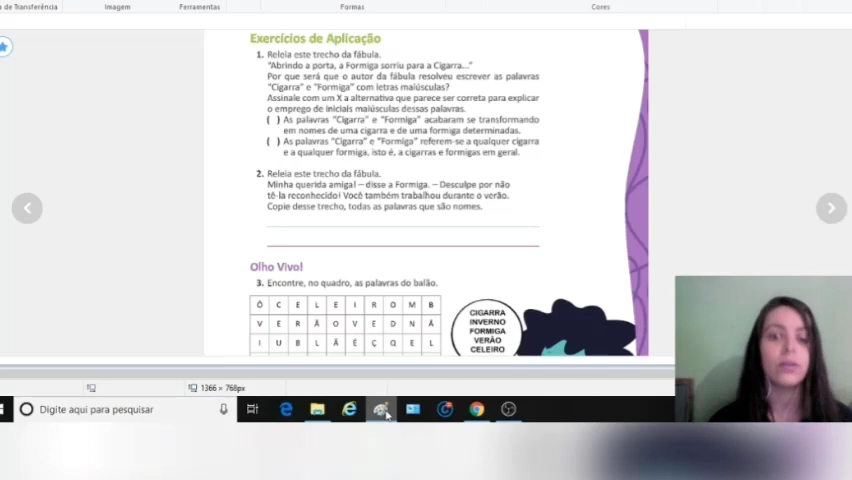 de Transferência Imagem Ferramentas Formas Cores
Exercícios de Aplicação
1. Releia este trecho da fábula.
"Abrindo a porta, a Formiga sorriu para a Cigarra..."
Por que será que o autor da fábula resolveu escrever as palavras
"Cigarra" e "Formiga" com letras maiúsculas?
Assinale com um X a alternativa que parece ser correta para explicar
o emprego de iniciais maiúsculas dessas palavras.
( ) As palavras "Cigarra" e "Formiga" acabaram se transformando
em nomes de uma cigarra e de uma formiga determinadas.
( ) As palavras "Cigarra" e "Formiga" referem-se a qualquer cigarra
e a qualquer formiga, isto é, a cigarras e formigas em geral.
2. Releia este trecho da fábula.
Minha querida amiga! – disse a Formiga. – Desculpe por não
tê-la reconhecido! Você também trabalhou durante o verão.
Copie desse trecho, todas as palavras que são nomes.
Olho Vivo!
3. Encontre, no quadro, as palavras do balão.
Ô C E L E I R O M B
V E R Ã O V E D N Ã
I U B L Ã É Ç Q E L
CIGARRA
INVERNO
FORMIGA
VERÃO
CELEIRO
1366 × 768px
Digite aqui para pesquisar